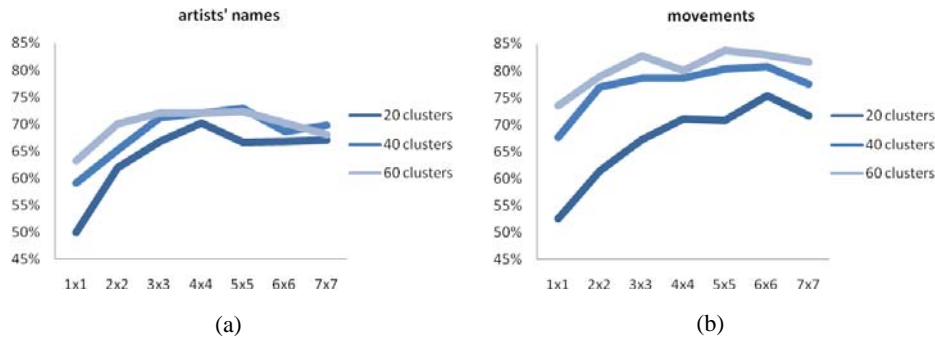 artists' names
85%
80%
75%
70%
65%
60%
55%
50%
45%
1x1 2x2 3x3 4x4 5x5 6x6 7x7
20 clusters
40 clusters
60 clusters
(a)
movements
85%
80%
75%
70%
65%
60%
55%
50%
45%
1x1 2x2 3x3 4x4 5x5 6x6 7x7
20 clusters
40 clusters
60 clusters
(b)